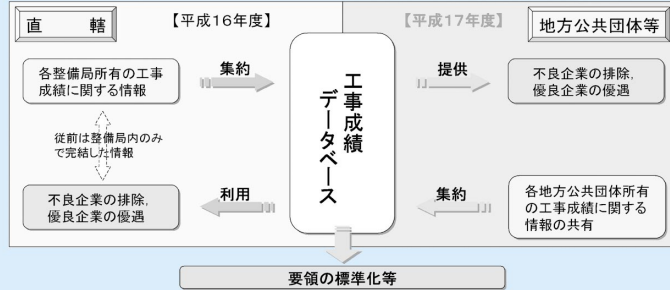 直 轄
【平成16年度】
【平成17年度】
地方公共団体等
各整備局所有の工事
成績に関する情報
集約
工事成績
データベース
提供
不良企業の排除,
優良企業の優遇
従前は整備局内のみ
で完結した情報
不良企業の排除,
優良企業の優遇
利用
集約
各地方公共団体所有
の工事成績に関する
情報の共有
要領の標準化等